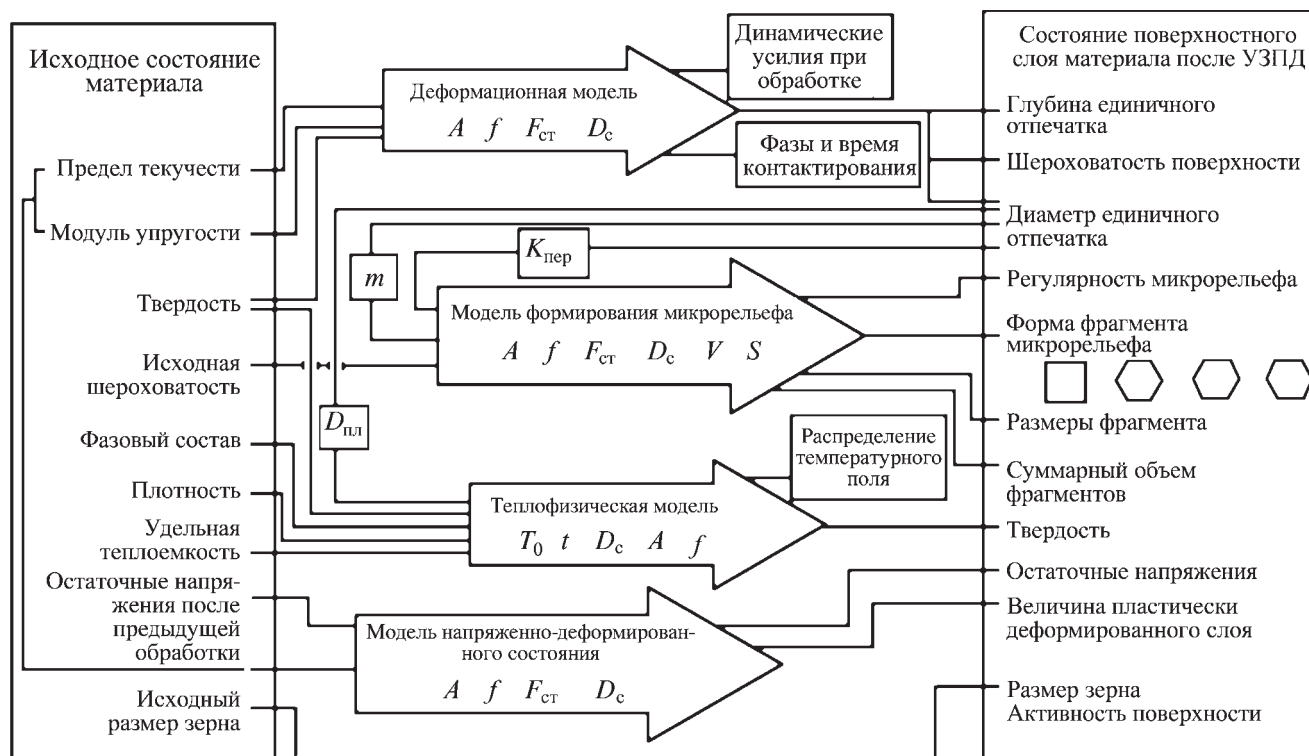 Исходное состояние
материала
Предел текучести
Модуль упругости
Твердость
Исходная
шероховатость
Фазовый состав
Плотность
Удельная
теплоемкость
Остаточные напря-
жения после
предыдущей
обработки
Исходный
размер зерна
Деформационная модель
A f Fст Dс
Динамические
усилия при
обработке
Фазы и время
контактирования
m
Kпер
Модель формирования микрорельефа
A f Fст Dс V S
Dпл
Распределение
температурного
поля
Теплофизическая модель
T0 t Dс A f
Модель напряженно-деформирован-
ного состояния
A f Fст Dс
Состояние поверхностного
слоя материала после УЗПД
Глубина единичного
отпечатка
Шероховатость поверхности
Диаметр единичного
отпечатка
Регулярность микрорельефа
Форма фрагмента
микрорельефа
Размеры фрагмента
Суммарный объем
фрагментов
Твердость
Остаточные напряжения
Величина пластически
деформированного слоя
Размер зерна
Активность поверхности